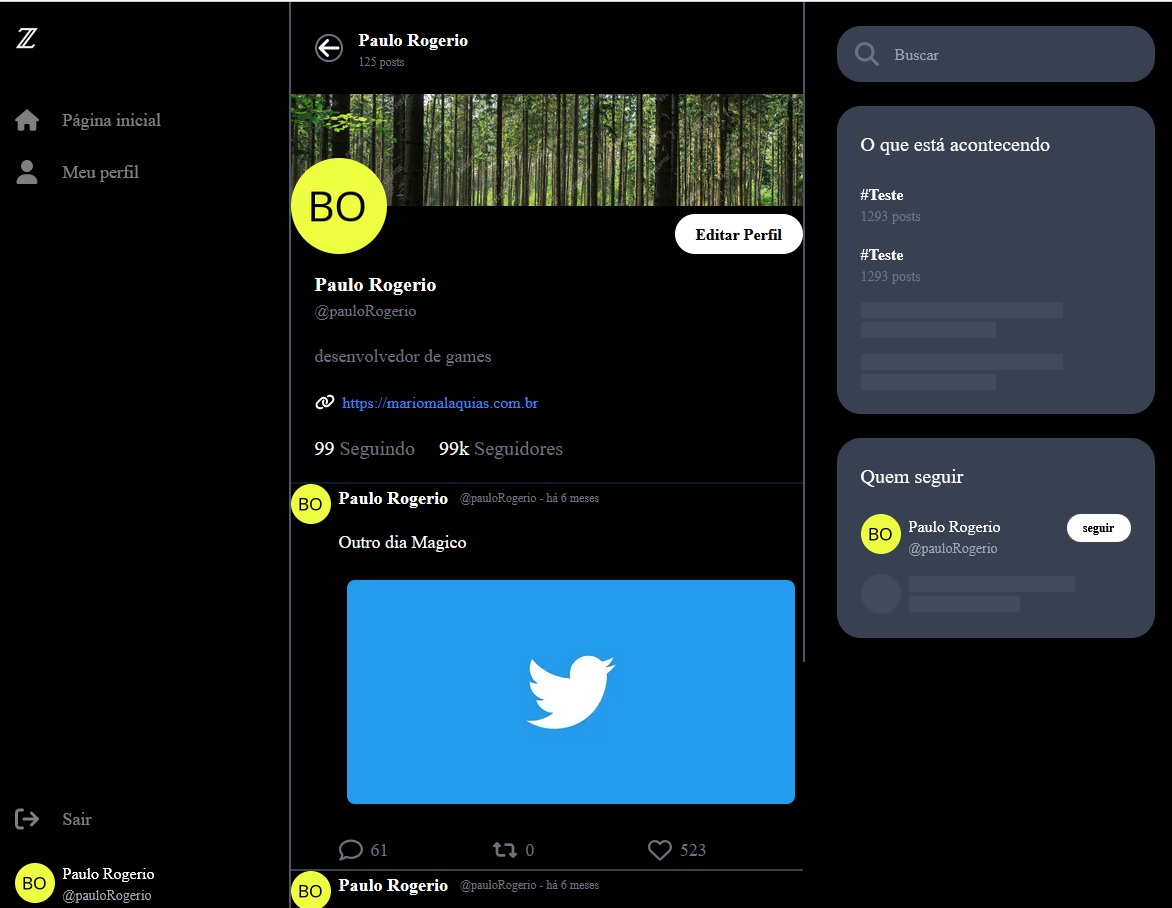 ℤ
Página inicial
Meu perfil
Sair
BO
Paulo Rogerio
@pauloRogerio
Paulo Rogerio
125 posts
BO
Editar Perfil
Paulo Rogerio
@pauloRogerio
desenvolvedor de games
https://mariomalaquias.com.br
99 Seguindo 99k Seguidores
BO
Paulo Rogerio @pauloRogerio - há 6 meses
Outro dia Magico
61 0 523
BO
Paulo Rogerio @pauloRogerio - há 6 meses
Buscar
O que está acontecendo
#Teste
1293 posts
#Teste
1293 posts
Quem seguir
BO
Paulo Rogerio
@pauloRogerio
seguir